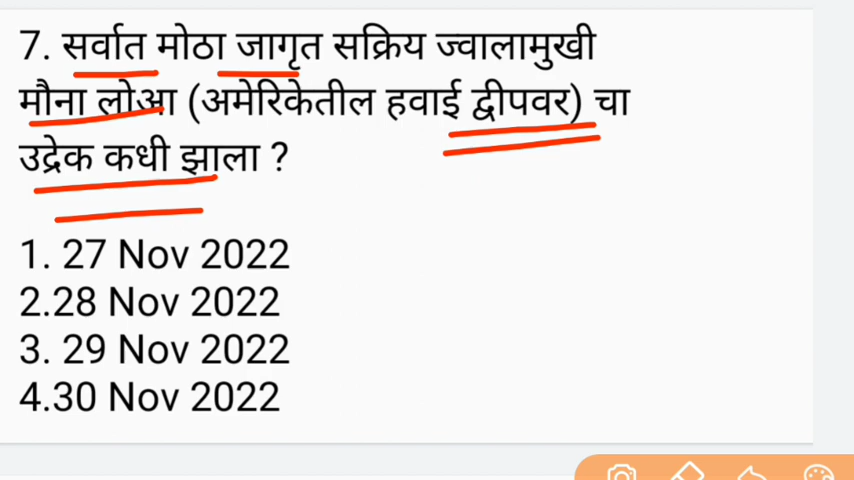 7. सर्वात मोठा जागृत सक्रिय ज्वालामुखी
मौना लोआ (अमेरिकेतील हवाई द्वीपवर) चा
उद्रेक कधी झाला ?
1. 27 Nov 2022
2.28 Nov 2022
3. 29 Nov 2022
4.30 Nov 2022